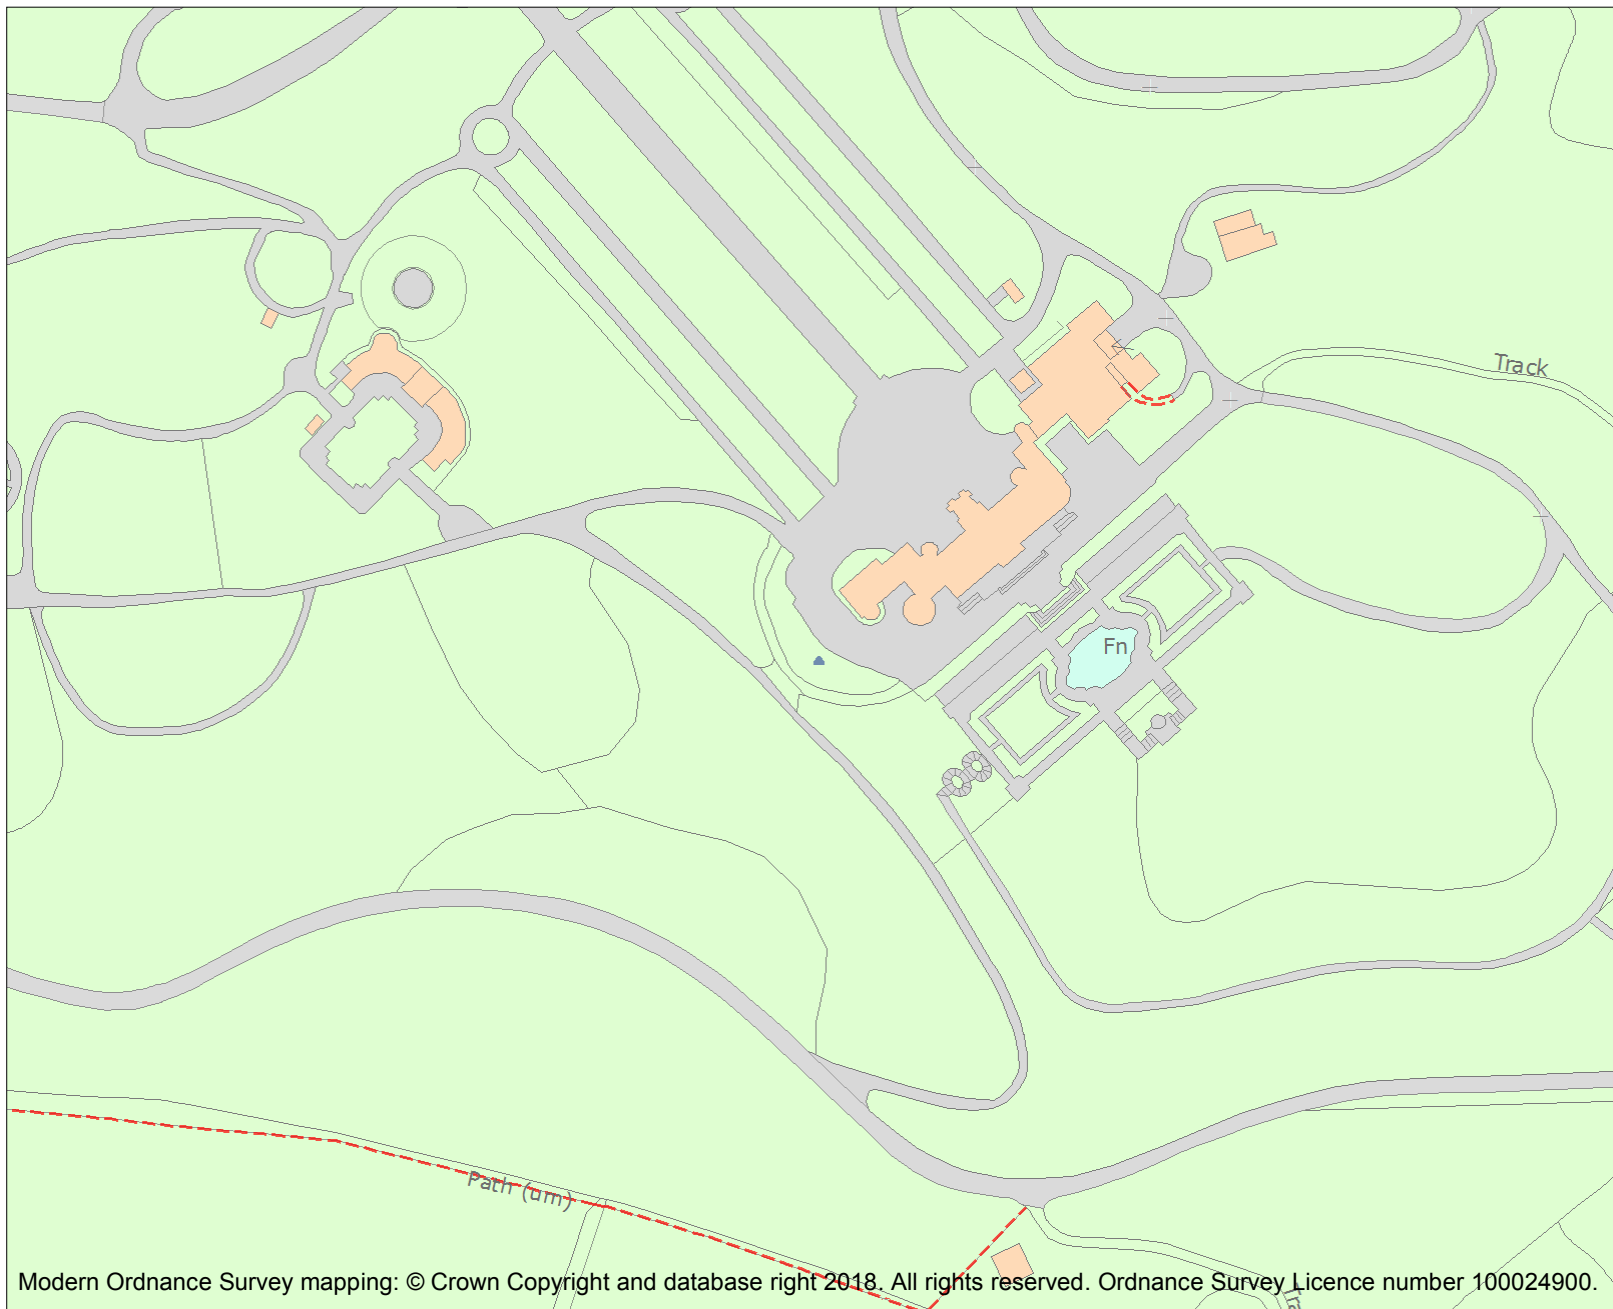 Track
Fn
Path (um)
Modern Ordnance Survey mapping: © Crown Copyright and database right 2018. All rights reserved. Ordnance Survey Licence number 100024900.